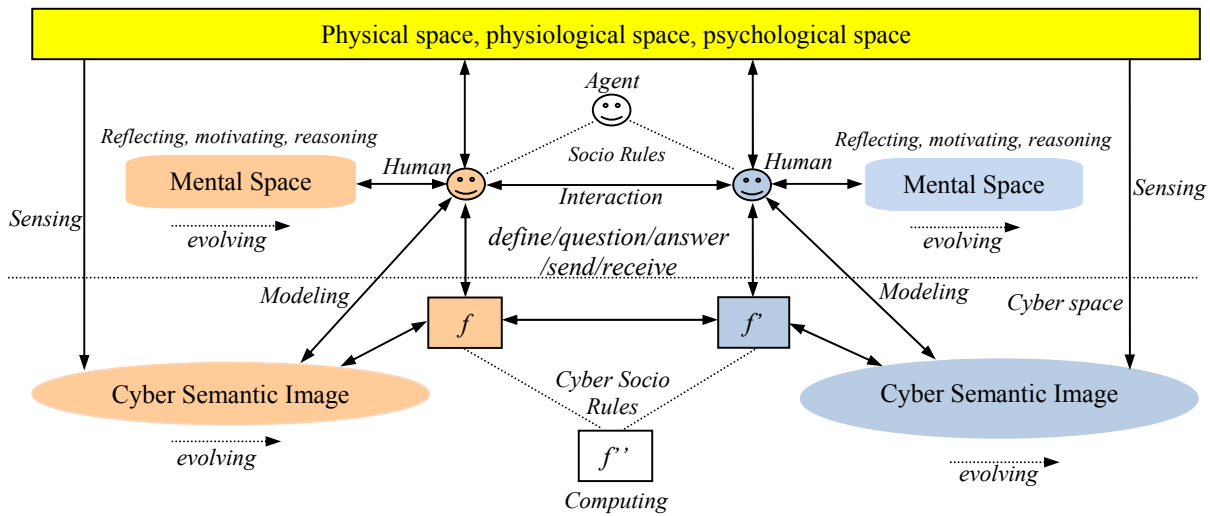 Physical space, physiological space, psychological space
Agent
Reflecting, motivating, reasoning
Reflecting, motivating, reasoning
Human
Socio Rules
Human
Mental Space
Mental Space
Interaction
Sensing
Sensing
evolving
evolving
define/question/answer
/send/receive
Modeling
Modeling
Cyber space
f
f'
Cyber Semantic Image
Cyber Socio
Rules
Cyber Semantic Image
evolving
f''
evolving
Computing